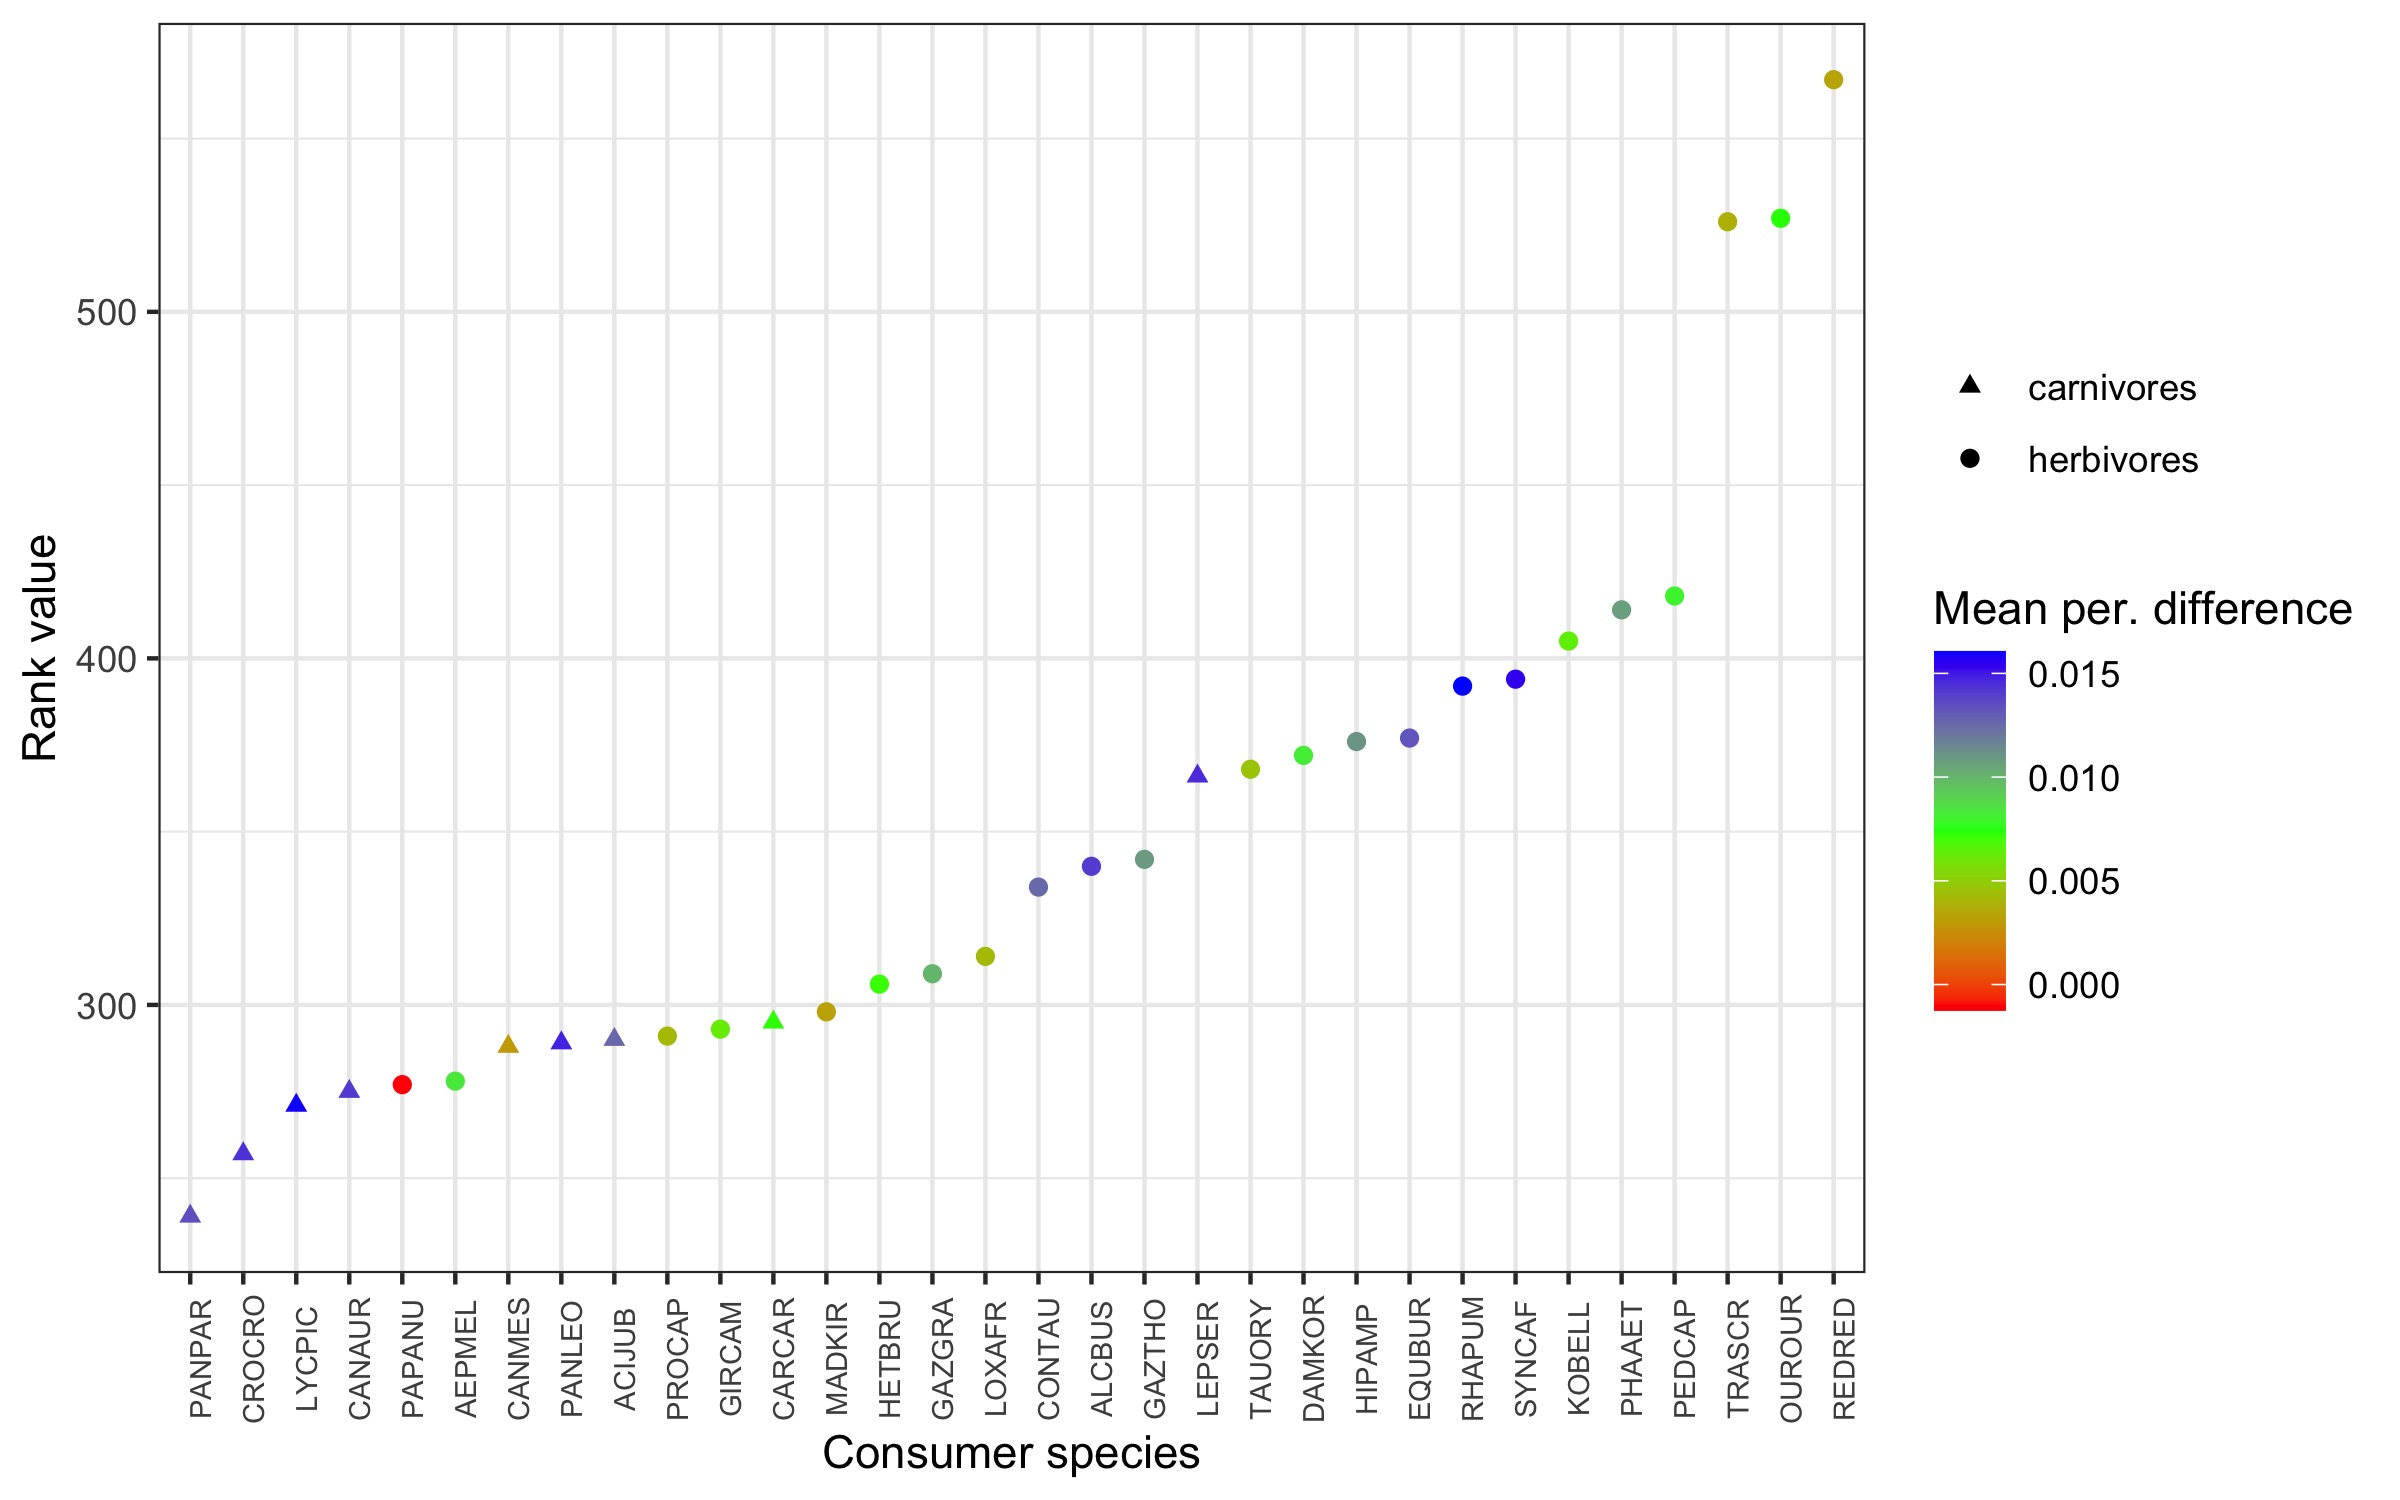 Rank value
500
400
300
PANPAR
CROCRO
LYCPIC
CANAUR
PAPANU
AEPMEL
CANMES
PANLEO
ACIJUB
PROCAP
GIRCAM
CARCAR
MADKIR
HETBRU
GAZGRA
LOXAFR
CONTAU
ALCBUS
GAZTHO
LEPSER
TAUORY
DAMKOR
HIPAMP
EQUBUR
RHAPUM
SYNCAF
KOBELL
PHAAET
PEDCAP
TRASCR
OUROUR
REDRED
Consumer species
carnivores
herbivores
Mean per. difference
0.015
0.010
0.005
0.000